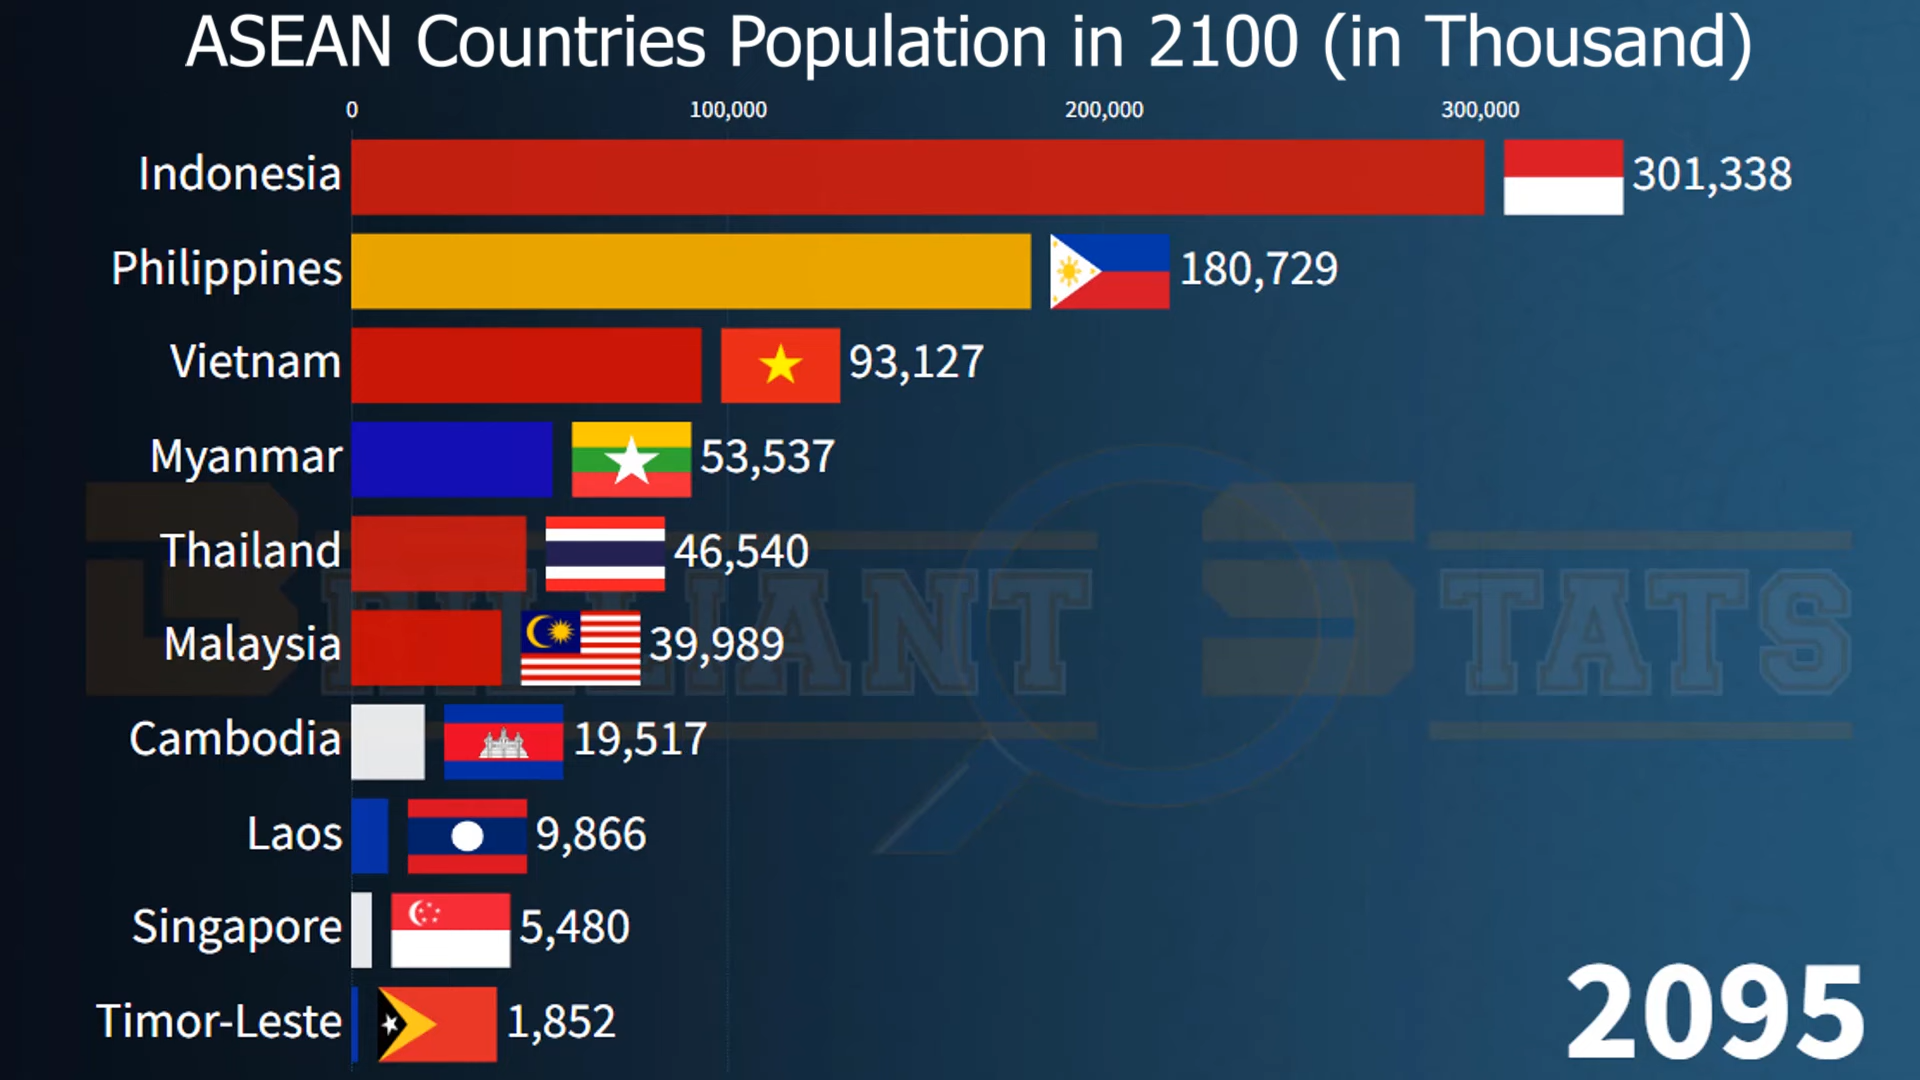 ASEAN Countries Population in 2100 (in Thousand)
0 100,000 200,000 300,000
Indonesia 301,338
Philippines 180,729
Vietnam 93,127
Myanmar 53,537
Thailand 46,540
BRILLIANT STATS
Malaysia 39,989
Cambodia 19,517
Laos 9,866
Singapore 5,480
Timor-Leste 1,852
2095